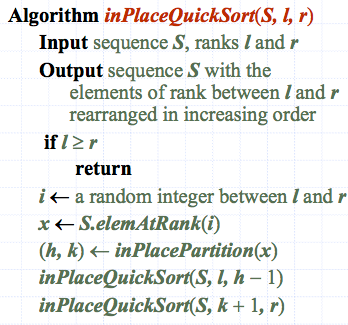 Algorithm inPlaceQuickSort(S, l, r)
Input sequence S, ranks l and r
Output sequence S with the
elements of rank between l and r
rearranged in increasing order
if l ≥ r
return
i ← a random integer between l and r
x ← S.elemAtRank(i)
(h, k) ← inPlacePartition(x)
inPlaceQuickSort(S, l, h − 1)
inPlaceQuickSort(S, k + 1, r)